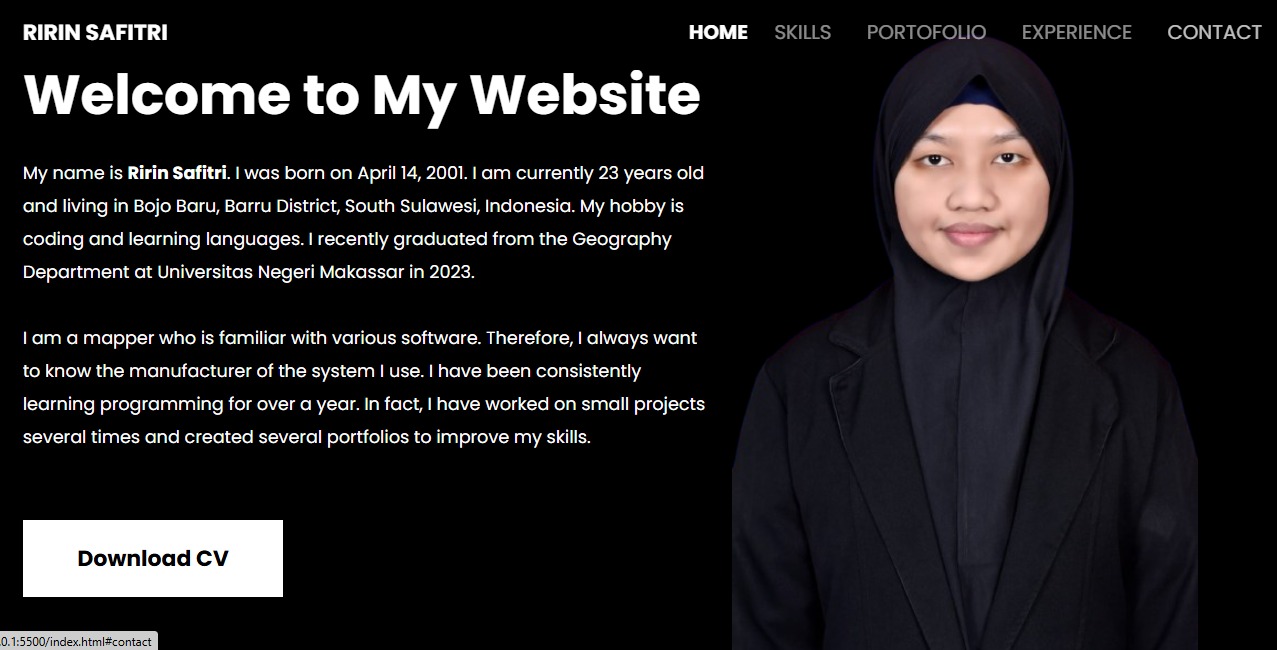 RIRIN SAFITRI
HOME SKILLS PORTOFOLIO EXPERIENCE CONTACT
Welcome to My Website
My name is Ririn Safitri. I was born on April 14, 2001. I am currently 23 years old
and living in Bojo Baru, Barru District, South Sulawesi, Indonesia. My hobby is
coding and learning languages. I recently graduated from the Geography
Department at Universitas Negeri Makassar in 2023.
I am a mapper who is familiar with various software. Therefore, I always want
to know the manufacturer of the system I use. I have been consistently
learning programming for over a year. In fact, I have worked on small projects
several times and created several portfolios to improve my skills.
Download CV
.0.1:5500/index.html#contact